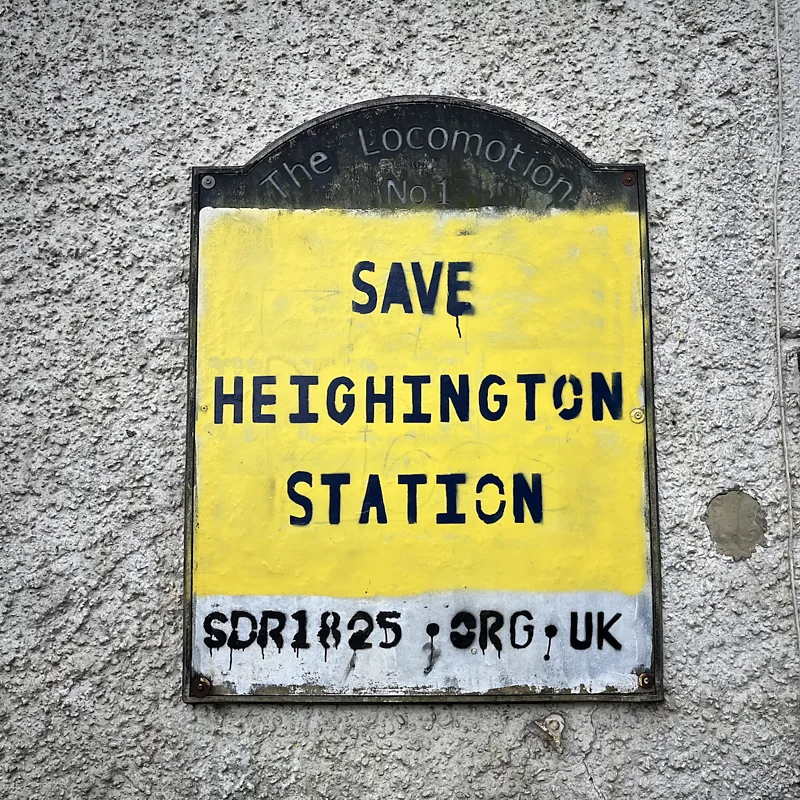 The Locomotion
No 1
SAVE
HEIGHINGTON
STATION
SDR1825.ORG.UK